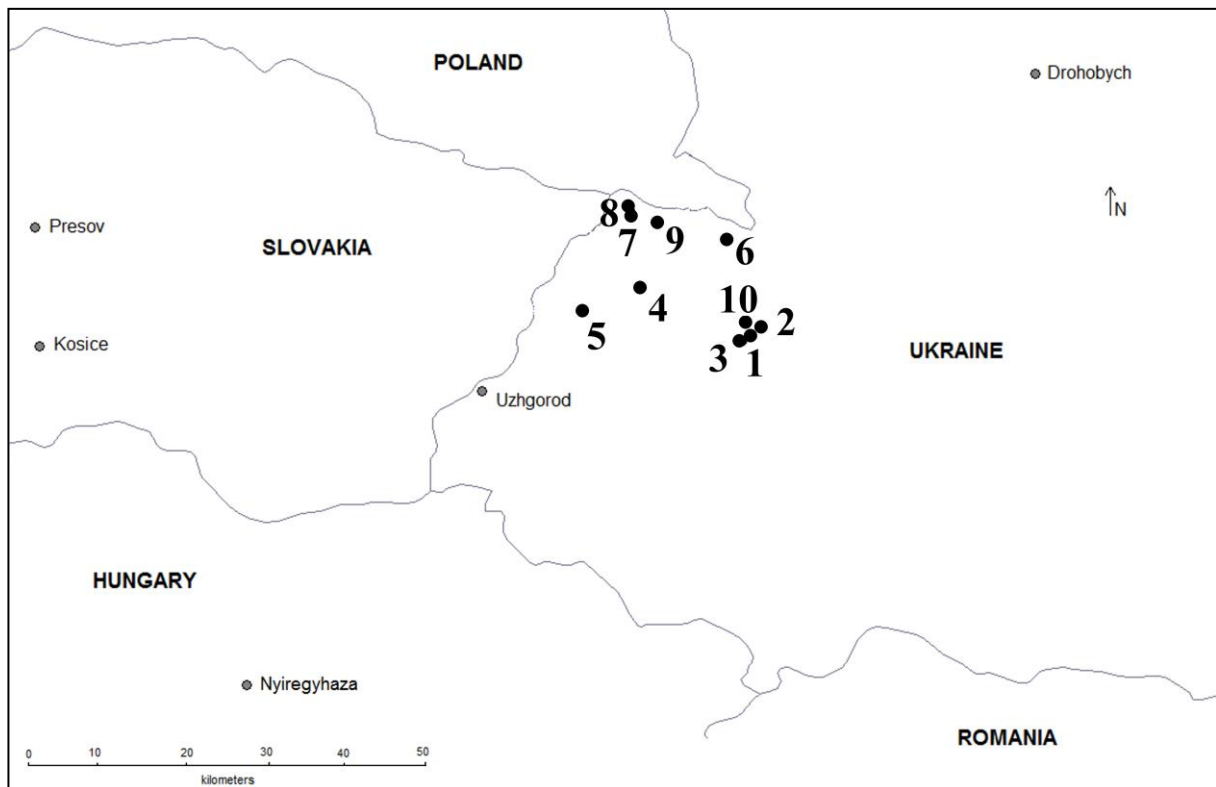 POLAND
Drohobych
N
Presov
SLOVAKIA
8
7
9
6
4
5
10
2
3
1
Kosice
UKRAINE
Uzhgorod
HUNGARY
Nyiregyhaza
ROMANIA
0 10 20 30 40 50
kilometers